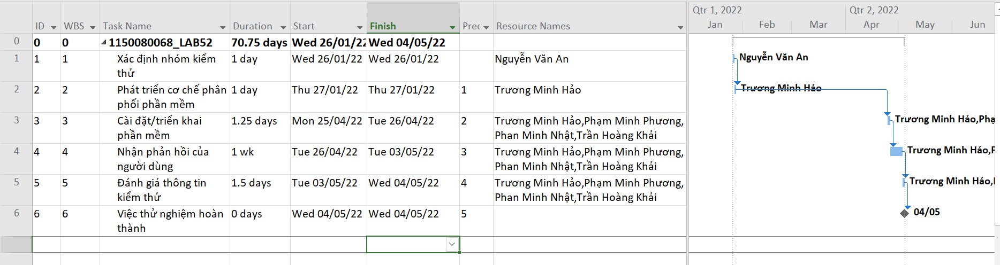 Qtr 1, 2022 Qtr 2, 2022
ID WBS Task Name Duration Start Finish Prec Resource Names Jan Feb Mar Apr May Jun
0 0 0 1150080068_LAB52 70.75 days Wed 26/01/22 Wed 04/05/22
1 1 1 Xác định nhóm kiểm 1 day Wed 26/01/22 Wed 26/01/22 Nguyễn Văn An Nguyễn Văn An
thử
2 2 2 Phát triển cơ chế phân 1 day Thu 27/01/22 Thu 27/01/22 1 Trương Minh Hảo Trương Minh Hảo
phối phần mềm
3 3 3 Cài đặt/triển khai 1.25 days Mon 25/04/22 Tue 26/04/22 2 Trương Minh Hảo,Phạm Minh Phương, Trương Minh Hảo,Phạ
phần mềm Phan Minh Nhật,Trần Hoàng Khải
4 4 4 Nhận phản hồi của 1 wk Tue 26/04/22 Tue 03/05/22 3 Trương Minh Hảo,Phạm Minh Phương, Trương Minh Hảo,P
người dùng Phan Minh Nhật,Trần Hoàng Khải
5 5 5 Đánh giá thông tin 1.5 days Tue 03/05/22 Wed 04/05/22 4 Trương Minh Hảo,Phạm Minh Phương, Trương Minh Hảo,
kiểm thử Phan Minh Nhật,Trần Hoàng Khải
6 6 6 Việc thử nghiệm hoàn 0 days Wed 04/05/22 Wed 04/05/22 5 04/05
thành